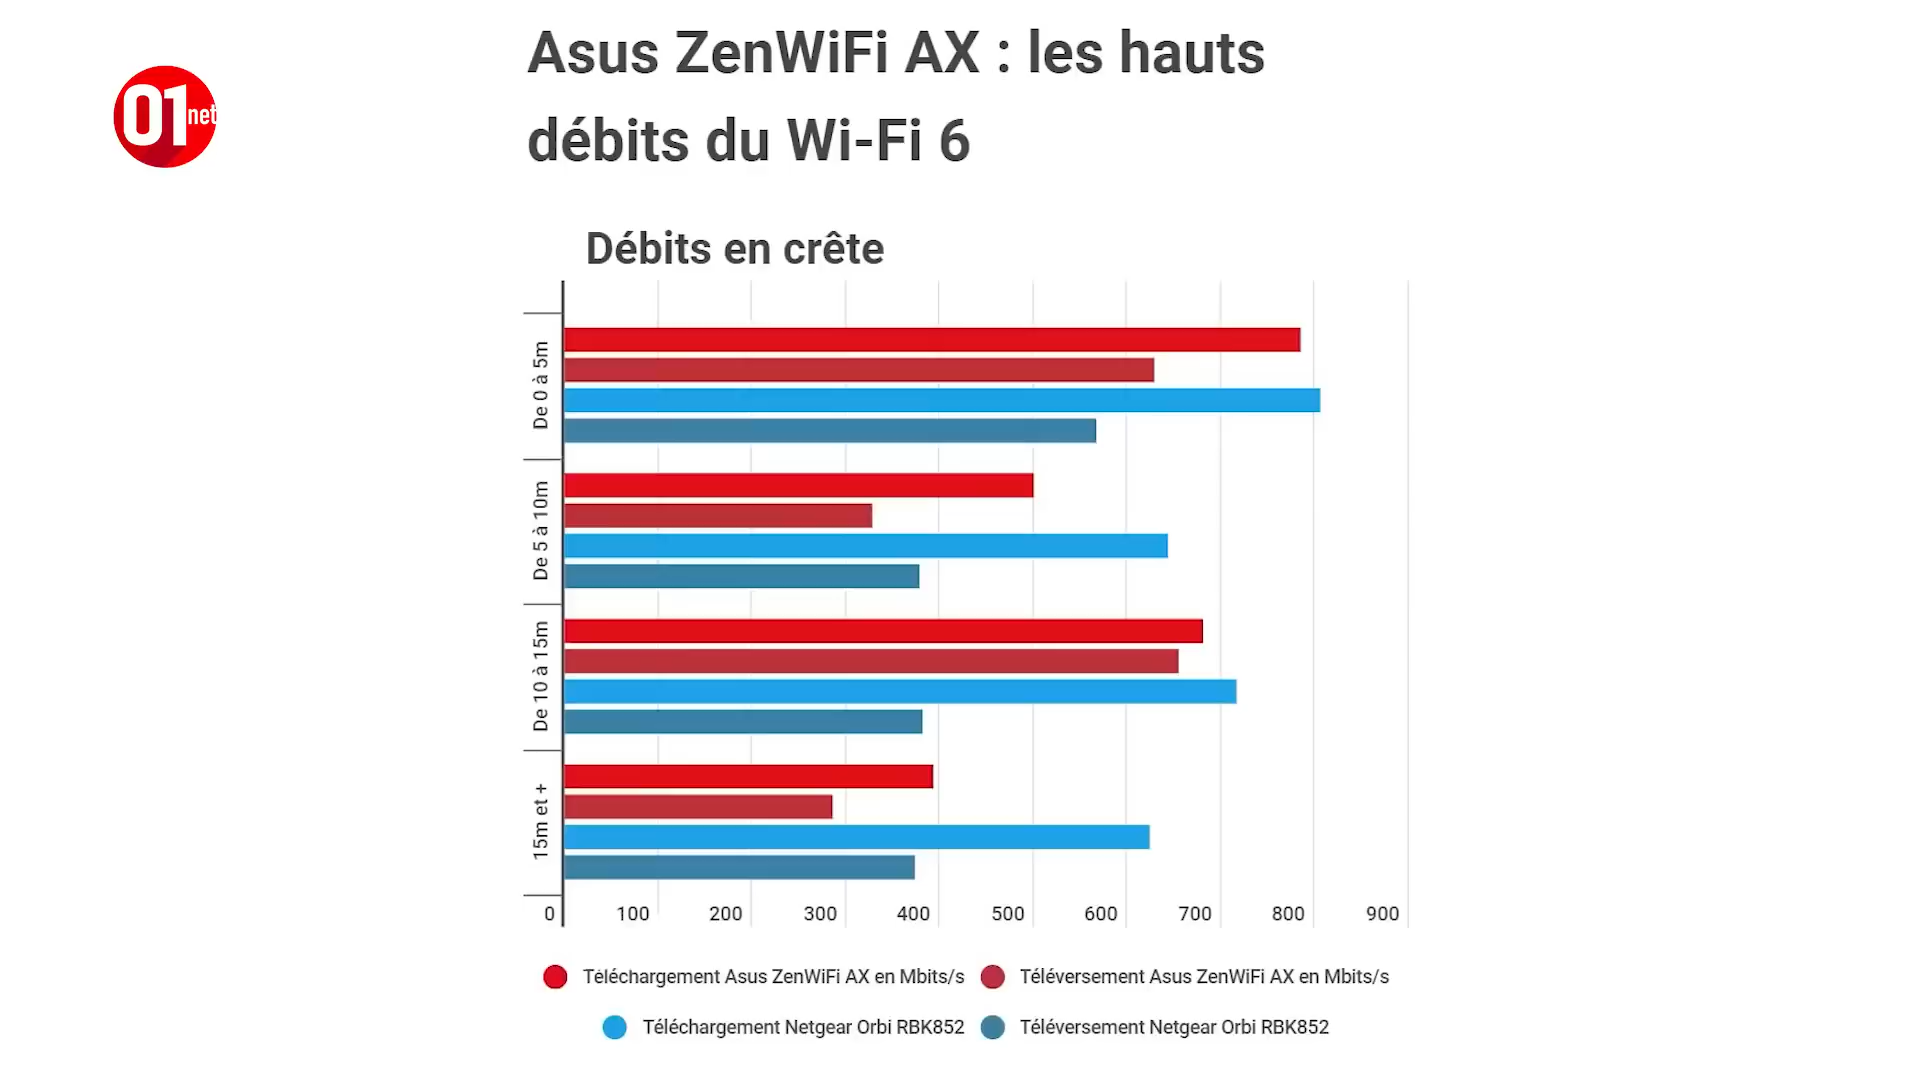 01net
Asus ZenWiFi AX : les hauts
débits du Wi-Fi 6
Débits en crête
De 0 à 5m
De 5 à 10m
De 10 à 15m
15m et +
0 100 200 300 400 500 600 700 800 900
Téléchargement Asus ZenWiFi AX en Mbits/s
Téléversement Asus ZenWiFi AX en Mbits/s
Téléchargement Netgear Orbi RBK852
Téléversement Netgear Orbi RBK852